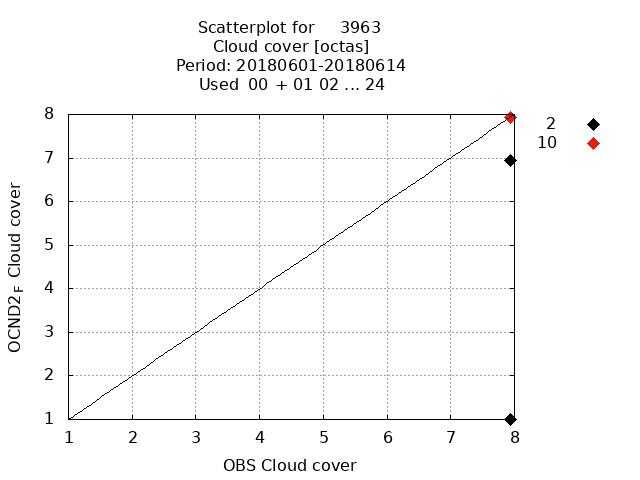 Scatterplot for 3963
Cloud cover [octas]
Period: 20180601-20180614
Used 00 + 01 02 ... 24
2
10
8
7
6
5
4
3
2
1
OCND2F Cloud cover
1 2 3 4 5 6 7 8
OBS Cloud cover